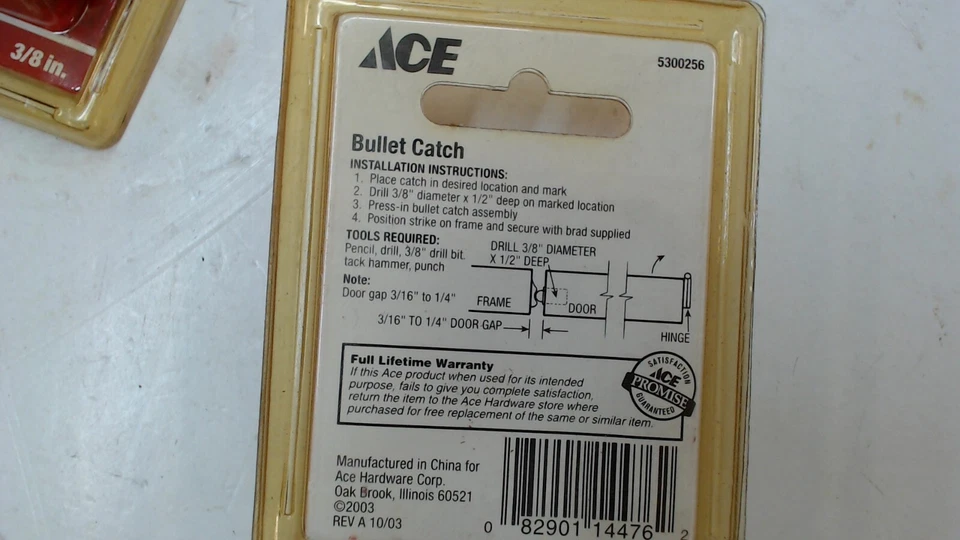 3/8 in.
ACE
5300256
Bullet Catch
INSTALLATION INSTRUCTIONS:
1. Place catch in desired location and mark
2. Drill 3/8" diameter x 1/2" deep on marked location
3. Press-in bullet catch assembly
4. Position strike on frame and secure with brad supplied
TOOLS REQUIRED:
Pencil, drill, 3/8" drill bit.
tack hammer, punch
Note:
Door gap 3/16" to 1/4"
DRILL 3/8" DIAMETER
X 1/2" DEEP
FRAME
DOOR
3/16" TO 1/4" DOOR GAP
HINGE
Full Lifetime Warranty
If this Ace product when used for its intended
purpose, fails to give you complete satisfaction,
return the item to the Ace Hardware store where
purchased for free replacement of the same or similar item.
SATISFACTION
ACE
PROMISE
GUARANTEED
Manufactured in China for
Ace Hardware Corp.
Oak Brook, Illinois 60521
©2003
REV A 10/03
0 82901 14476 2